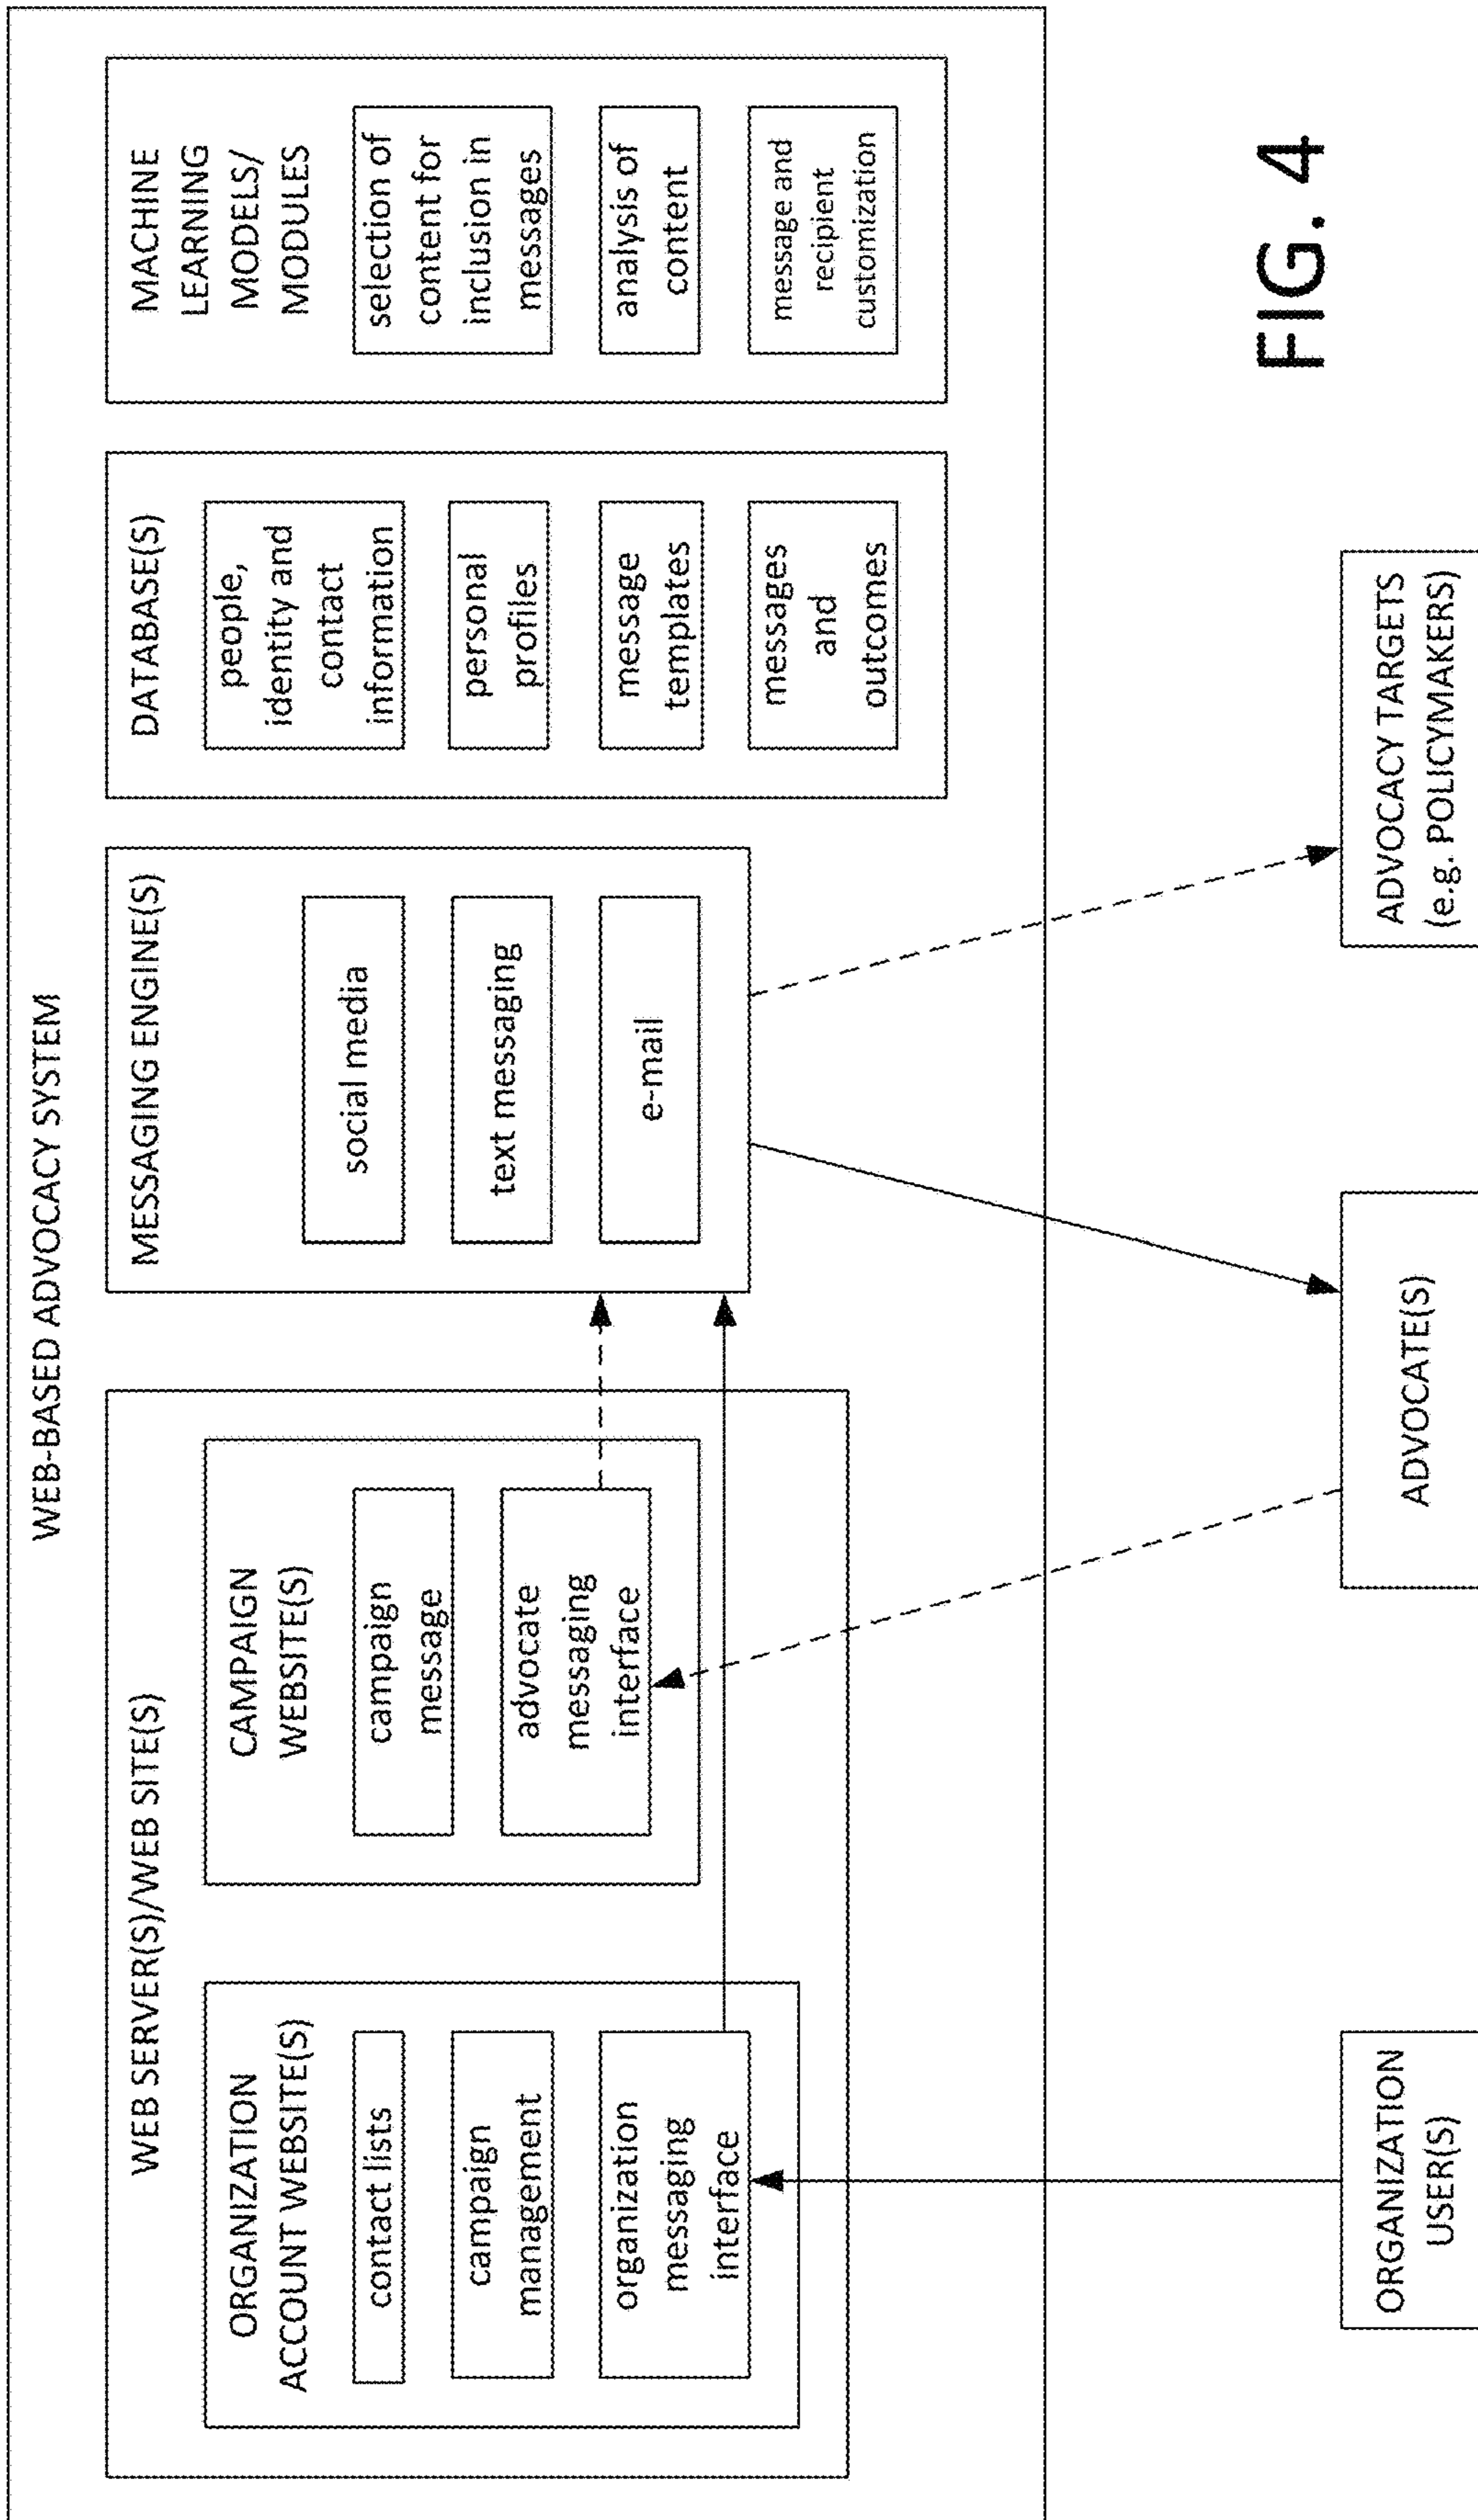 WEB-BASED ADVOCACY SYSTEM
WEB SERVER(S)/WEB SITE(S)
ORGANIZATION
ACCOUNT WEBSITE(S)
contact lists
campaign
management
organization
messaging
interface
CAMPAIGN
WEBSITE(S)
campaign
message
advocate
messaging
interface
MESSAGING ENGINE(S)
social media
text messaging
e-mail
DATABASE(S)
people,
identity and
contact
information
personal
profiles
message
templates
messages
and
outcomes
MACHINE
LEARNING
MODELS/
MODULES
selection of
content for
inclusion in
messages
analysis of
content
message and
recipient
customization
ORGANIZATION
USER(S)
ADVOCATE(S)
ADVOCACY TARGETS
(e.g. POLICYMAKERS)
FIG. 4